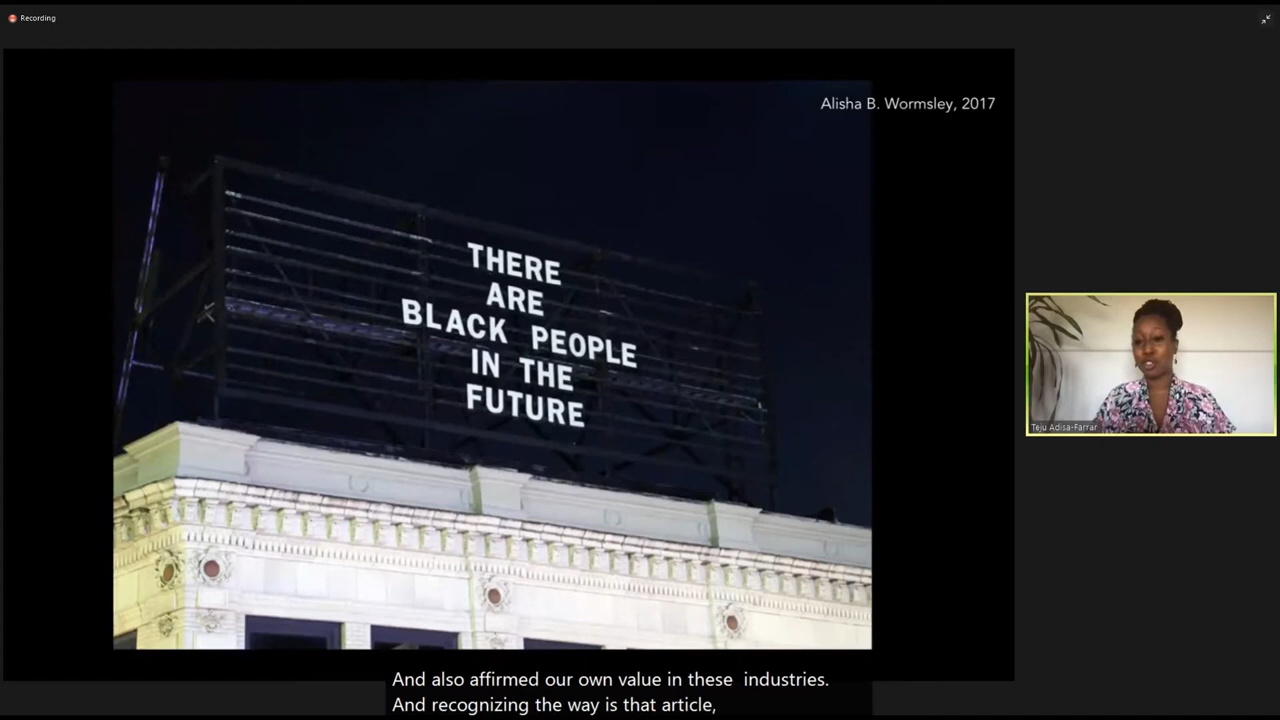 Recording
Alisha B. Wormsley, 2017
THERE
ARE
BLACK PEOPLE
IN THE
FUTURE
Teju Adisa-Farrar
And also affirmed our own value in these industries.
And recognizing the way is that article,